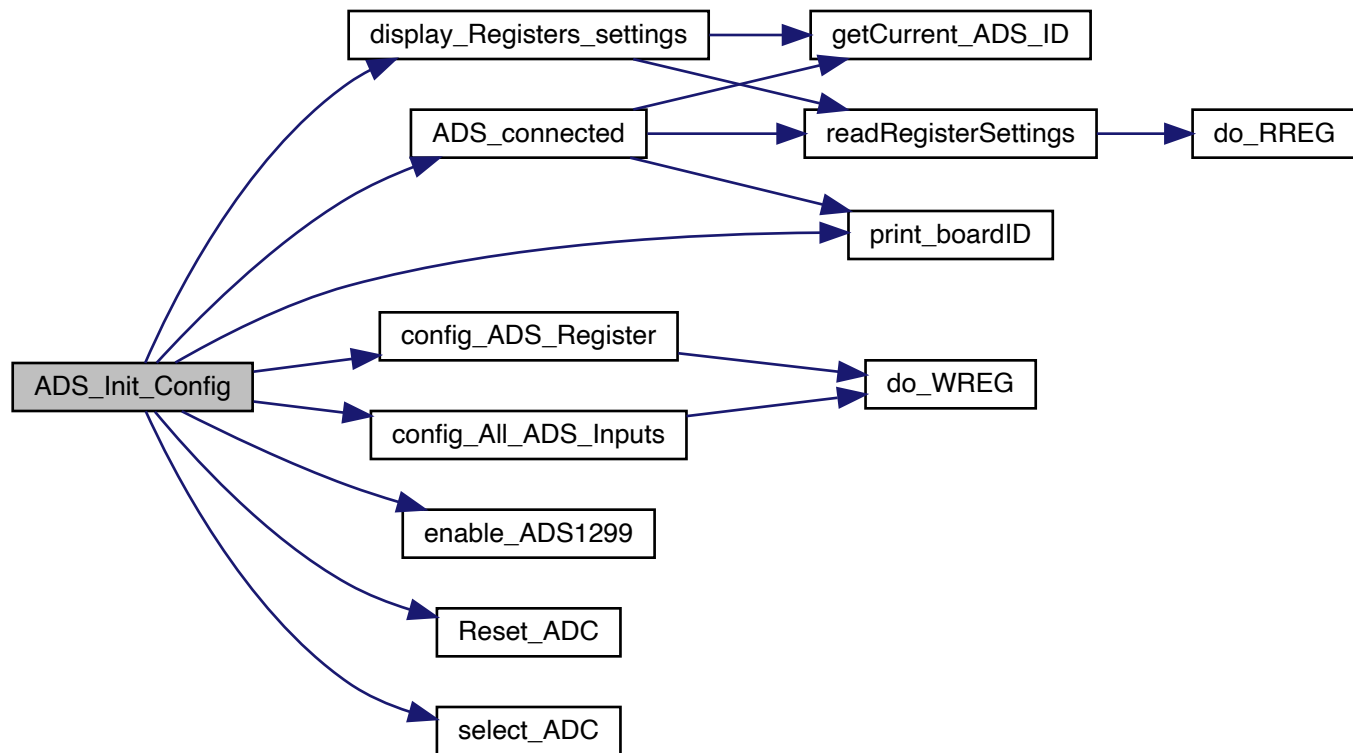 display_Registers_settings
getCurrent_ADS_ID
ADS_connected
readRegisterSettings
do_RREG
print_boardID
config_ADS_Register
ADS_Init_Config
do_WREG
config_All_ADS_Inputs
enable_ADS1299
Reset_ADC
select_ADC